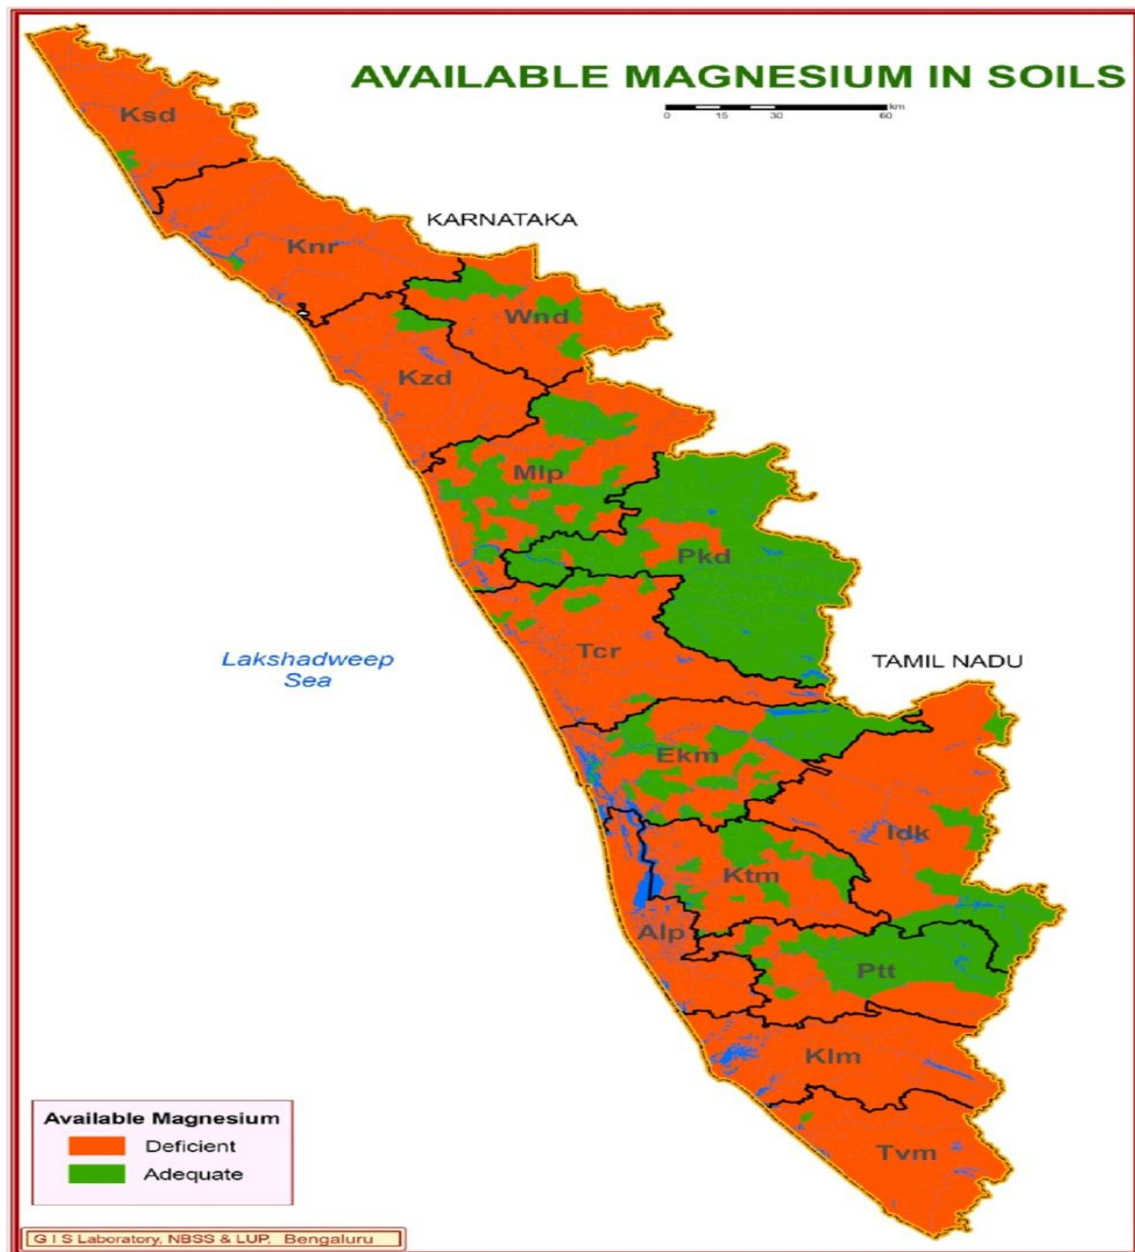 AVAILABLE MAGNESIUM IN SOILS
km
0 15 30 60
Ksd
KARNATAKA
Knr
Wnd
Kzd
Mlp
Pkd
Tcr
Lakshadweep
Sea
TAMIL NADU
Ekm
Idk
Ktm
Alp
Ptt
Klm
Tvm
Available Magnesium
Deficient
Adequate
G I S Laboratory, NBSS & LUP, Bengaluru